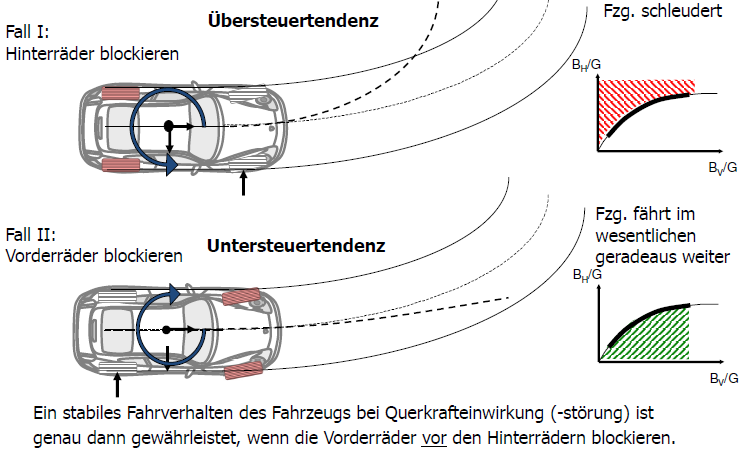 Übersteuertendenz
Fzg. schleudert
Fall I:
Hinterräder blockieren
B_H/G
B_V/G
Fall II:
Vorderräder blockieren
Untersteuertendenz
Fzg. fährt im
wesentlichen
geradeaus weiter
B_H/G
B_V/G
Ein stabiles Fahrverhalten des Fahrzeugs bei Querkrafteinwirkung (-störung) ist
genau dann gewährleistet, wenn die Vorderräder vor den Hinterrädern blockieren.